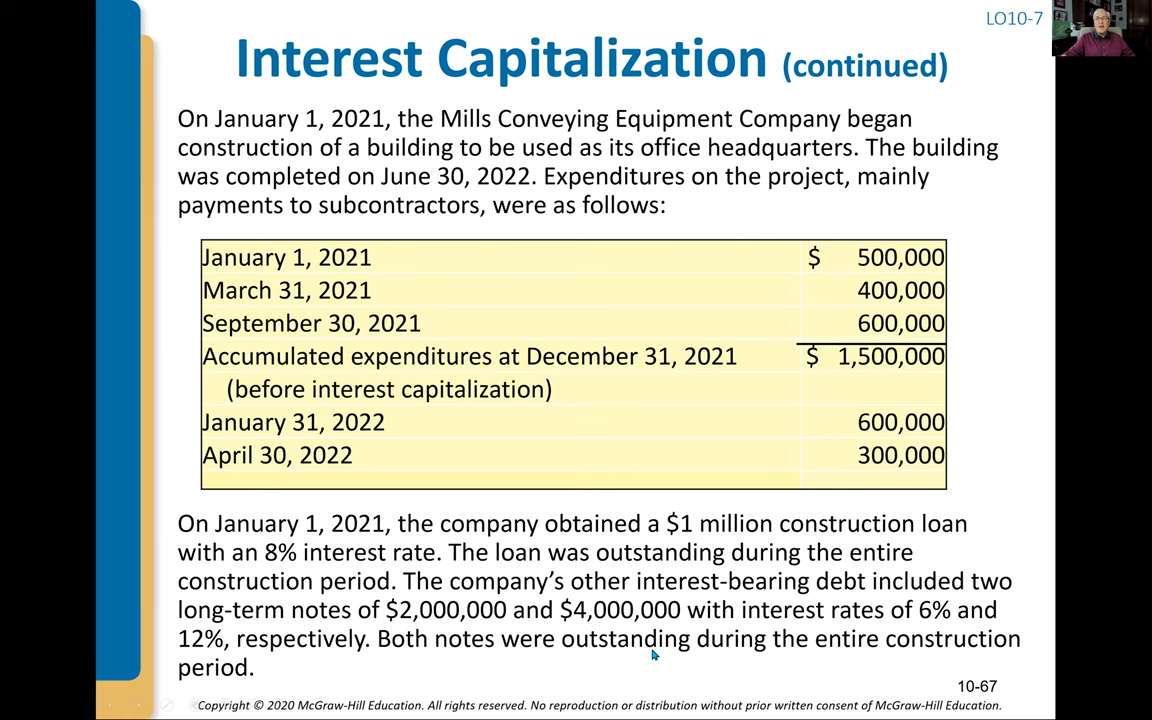 LO10-7
Interest Capitalization (continued)
On January 1, 2021, the Mills Conveying Equipment Company began
construction of a building to be used as its office headquarters. The building
was completed on June 30, 2022. Expenditures on the project, mainly
payments to subcontractors, were as follows:
January 1, 2021 $ 500,000
March 31, 2021 400,000
September 30, 2021 600,000
Accumulated expenditures at December 31, 2021 $ 1,500,000
(before interest capitalization)
January 31, 2022 600,000
April 30, 2022 300,000
On January 1, 2021, the company obtained a $1 million construction loan
with an 8% interest rate. The loan was outstanding during the entire
construction period. The company’s other interest-bearing debt included two
long-term notes of $2,000,000 and $4,000,000 with interest rates of 6% and
12%, respectively. Both notes were outstanding during the entire construction
period.
10-67
Copyright © 2020 McGraw-Hill Education. All rights reserved. No reproduction or distribution without prior written consent of McGraw-Hill Education.